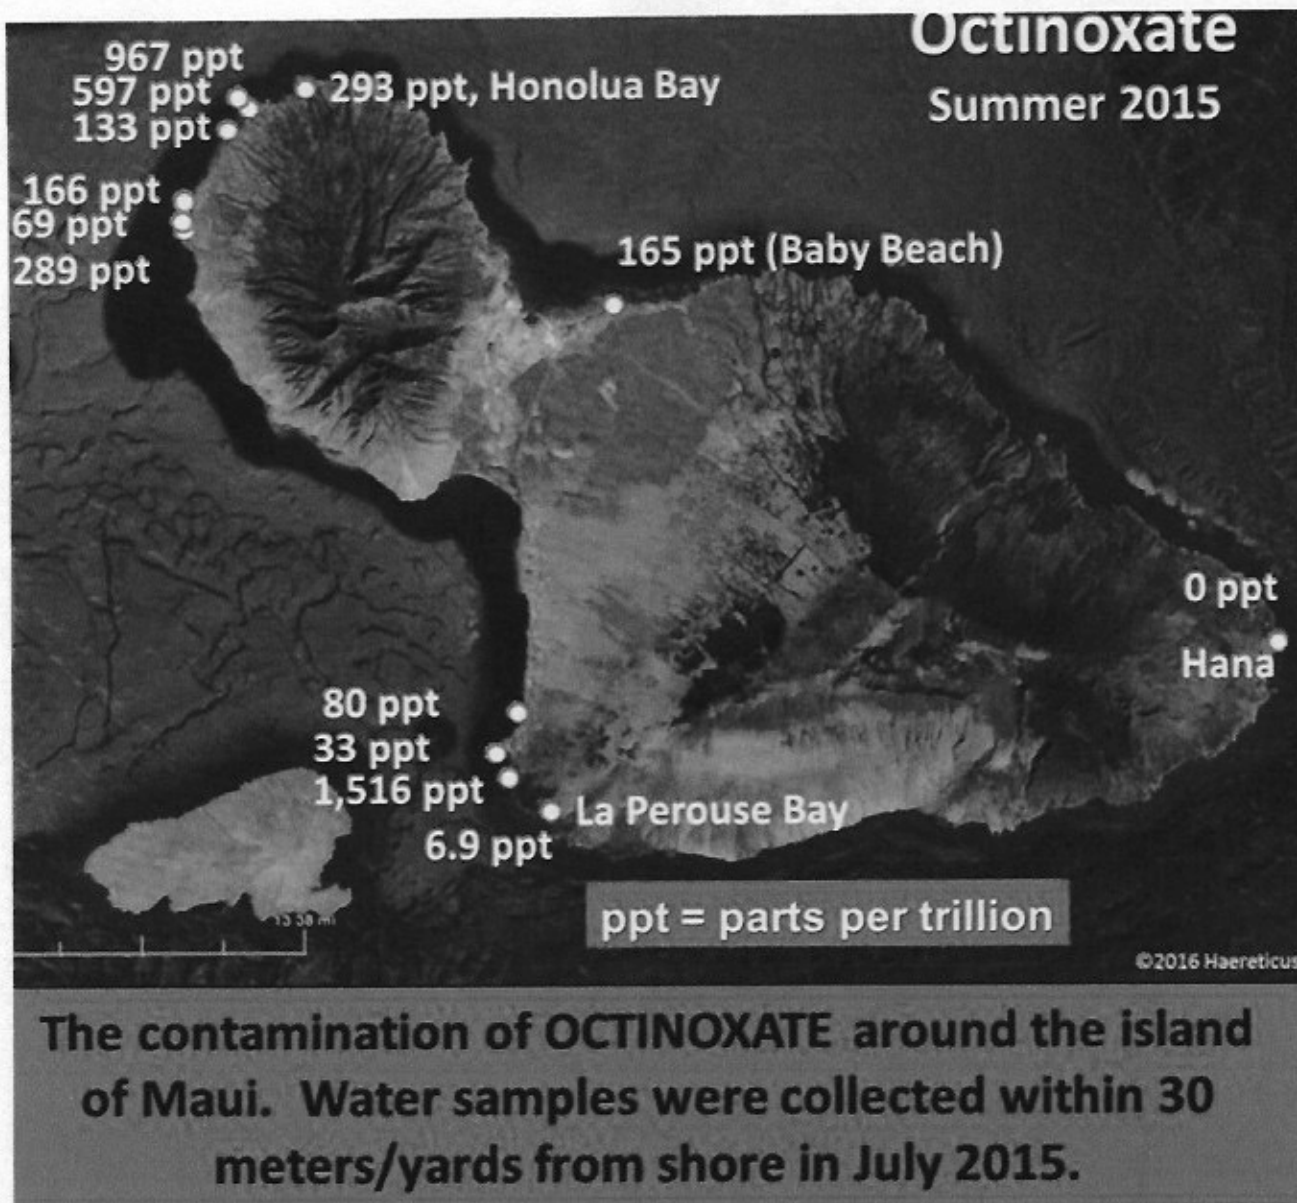 Octinoxate
Summer 2015
967 ppt
597 ppt
133 ppt
293 ppt, Honolua Bay
166 ppt
69 ppt
289 ppt
165 ppt (Baby Beach)
0 ppt
Hana
80 ppt
33 ppt
1,516 ppt
La Perouse Bay
6.9 ppt
13 38 mi
ppt = parts per trillion
©2016 Haereticus
The contamination of OCTINOXATE around the island
of Maui. Water samples were collected within 30
meters/yards from shore in July 2015.